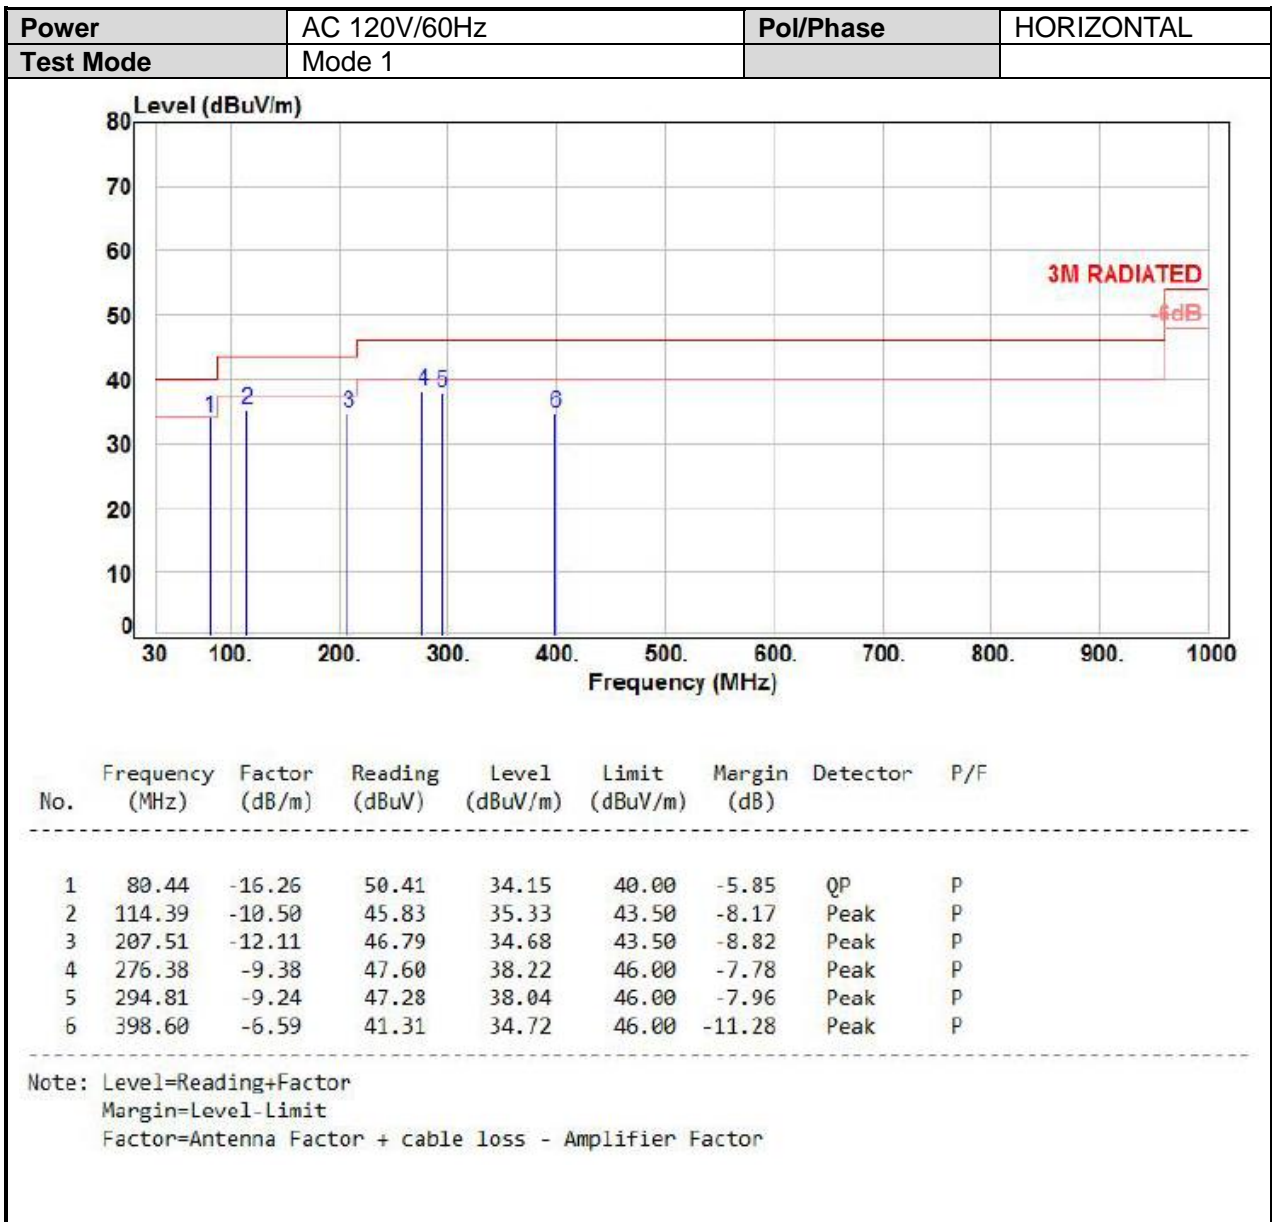 Power AC 120V/60Hz Pol/Phase HORIZONTAL
Test Mode Mode 1
Level (dBuV/m)
80
70
60
3M RADIATED
50
-6dB
40
4 5
1 2 3 6
30
20
10
0
30 100. 200. 300. 400. 500. 600. 700. 800. 900. 1000
Frequency (MHz)
Frequency Factor Reading Level Limit Margin Detector P/F
No. (MHz) (dB/m) (dBuV) (dBuV/m) (dBuV/m) (dB)
1 80.44 -16.26 50.41 34.15 40.00 -5.85 QP P
2 114.39 -10.50 45.83 35.33 43.50 -8.17 Peak P
3 207.51 -12.11 46.79 34.68 43.50 -8.82 Peak P
4 276.38 -9.38 47.60 38.22 46.00 -7.78 Peak P
5 294.81 -9.24 47.28 38.04 46.00 -7.96 Peak P
6 398.60 -6.59 41.31 34.72 46.00 -11.28 Peak P
Note: Level=Reading+Factor
Margin=Level-Limit
Factor=Antenna Factor + cable loss - Amplifier Factor